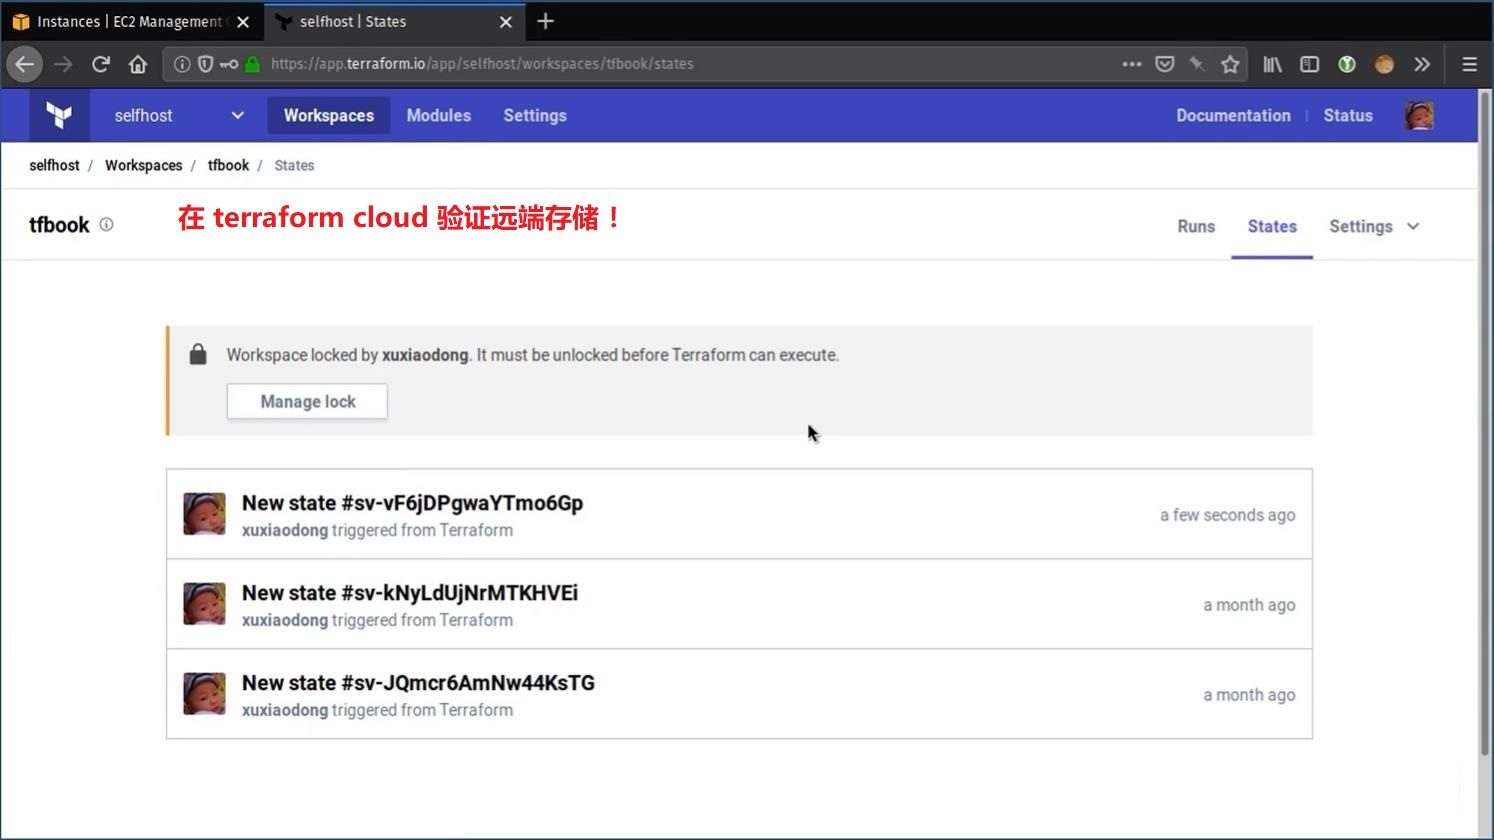 Instances | EC2 Management
selfhost | States
https://app.terraform.io/app/selfhost/workspaces/tfbook/states
selfhost Workspaces Modules Settings Documentation Status
selfhost / Workspaces / tfbook / States
tfbook 在 terraform cloud 验证远端存储！
Runs States Settings
Workspace locked by xuxiaodong. It must be unlocked before Terraform can execute.
Manage lock
New state #sv-vF6jDPgwaYTmo6Gp
xuxiaodong triggered from Terraform
a few seconds ago
New state #sv-kNyLdUjNrMTKHVEi
xuxiaodong triggered from Terraform
a month ago
New state #sv-JQmcr6AmNw44KsTG
xuxiaodong triggered from Terraform
a month ago